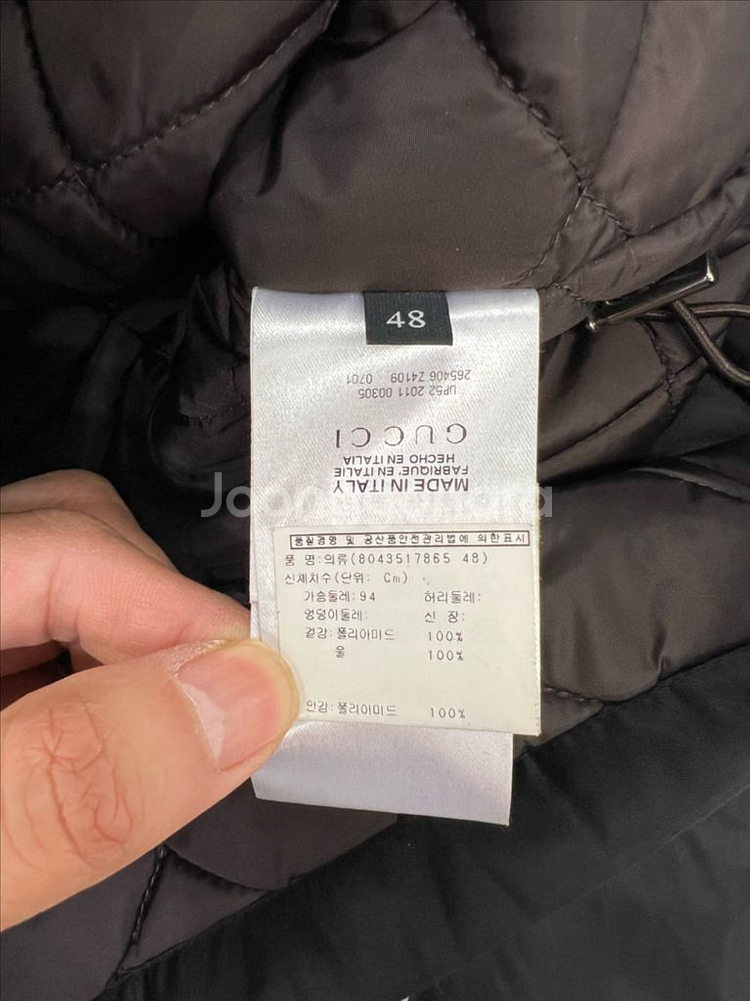 48
265406 Z4109 0701
UP52 2011 00305
GUCCI
HECHO EN ITALIA
FABRIQUE' EN ITALIE
MADE IN ITALY
품질경영 및 공산품안전관리법에 의한표시
품 명:의류(8043517865 48)
신체치수(단위: Cm)
가슴둘레:94 허리둘레:
엉덩이둘레: 신 장:
겉감:폴리아미드 100%
울 100%
안감:폴리아미드 100%